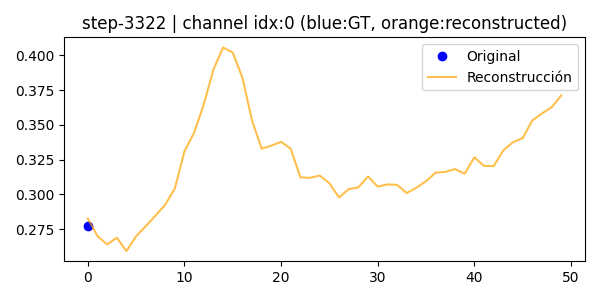 step-3322 | channel idx:0 (blue:GT, orange:reconstructed)
Original
Reconstrucción
0.400
0.375
0.350
0.325
0.300
0.275
0 10 20 30 40 50